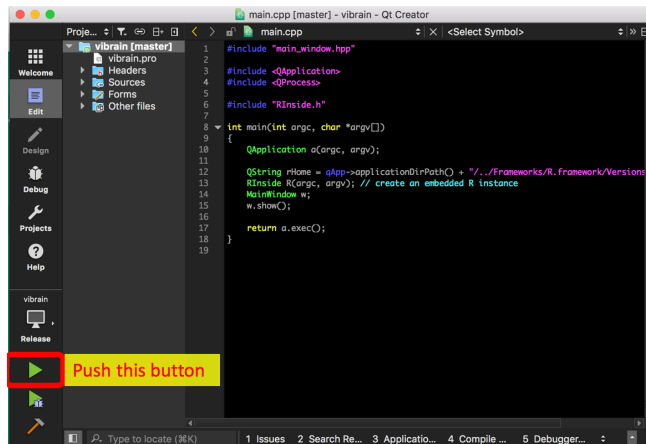 main.cpp [master] - vibrain - Qt Creator
Proje...
main.cpp
<Select Symbol>
Welcome
Edit
Design
Debug
Projects
Help
vibrain
Release
vibrain [master]
vibrain.pro
Headers
Sources
Forms
Other files
1 #include "main_window.hpp"
2
3 #include <QApplication>
4 #include <QProcess>
5
6 #include "RInside.h"
7
8 int main(int argc, char *argv[])
9 {
10 QApplication a(argc, argv);
11
12 QString rHome = qApp->applicationDirPath() + "/../Frameworks/R.framework/Versions
13 RInside R(argc, argv); // create an embedded R instance
14 MainWindow w;
15 w.show();
16
17 return a.exec();
18 }
19
Push this button
Type to locate (⌘K)
1 Issues 2 Search Re... 3 Applicatio... 4 Compile ... 5 Debugger...